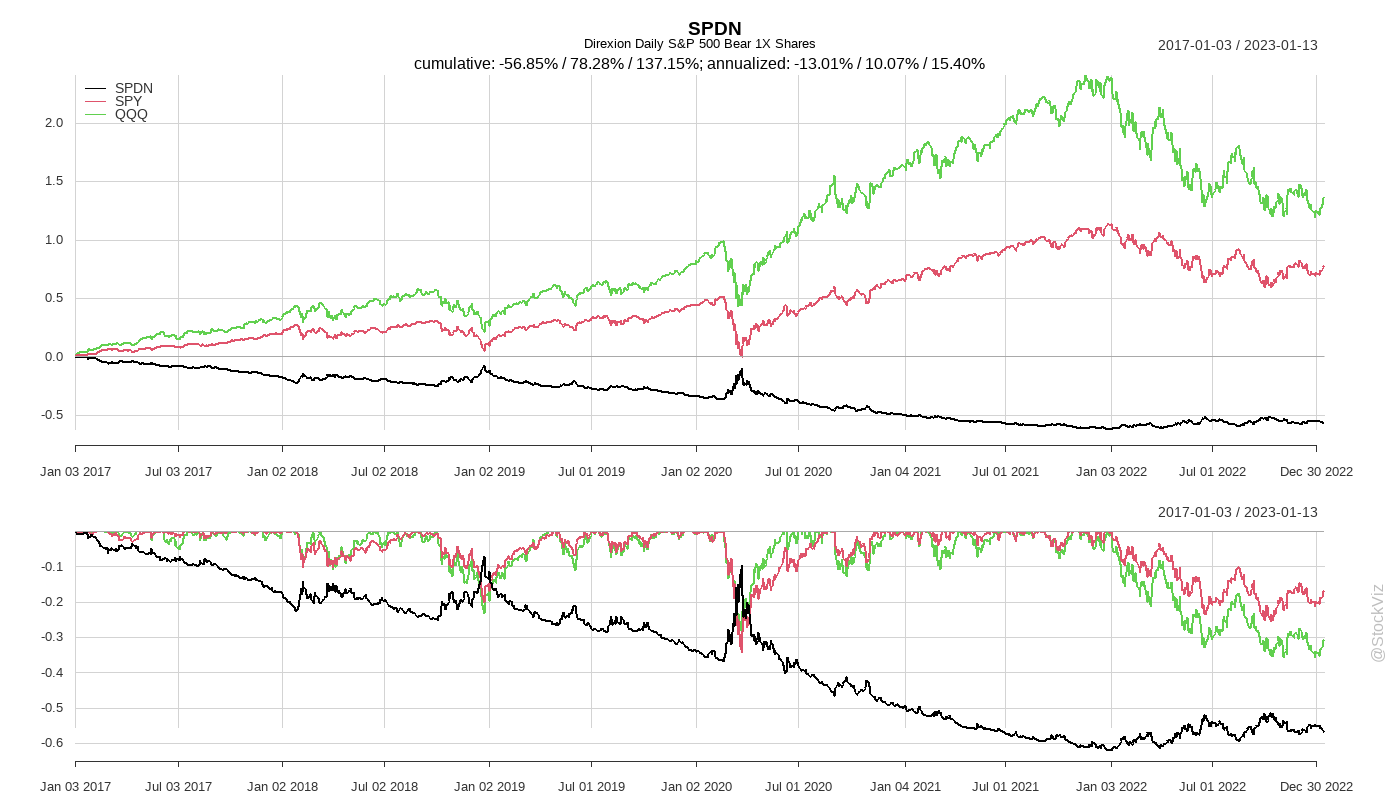 SPDN
Direxion Daily S&P 500 Bear 1X Shares
2017-01-03 / 2023-01-13
cumulative: -56.85% / 78.28% / 137.15%; annualized: -13.01% / 10.07% / 15.40%
SPDN
SPY
QQQ
2.0
1.5
1.0
0.5
0.0
-0.5
Jan 03 2017 Jul 03 2017 Jan 02 2018 Jul 02 2018 Jan 02 2019 Jul 01 2019 Jan 02 2020 Jul 01 2020 Jan 04 2021 Jul 01 2021 Jan 03 2022 Jul 01 2022 Dec 30 2022
2017-01-03 / 2023-01-13
-0.1
-0.2
-0.3
-0.4
-0.5
-0.6
Jan 03 2017 Jul 03 2017 Jan 02 2018 Jul 02 2018 Jan 02 2019 Jul 01 2019 Jan 02 2020 Jul 01 2020 Jan 04 2021 Jul 01 2021 Jan 03 2022 Jul 01 2022 Dec 30 2022
@StockViz